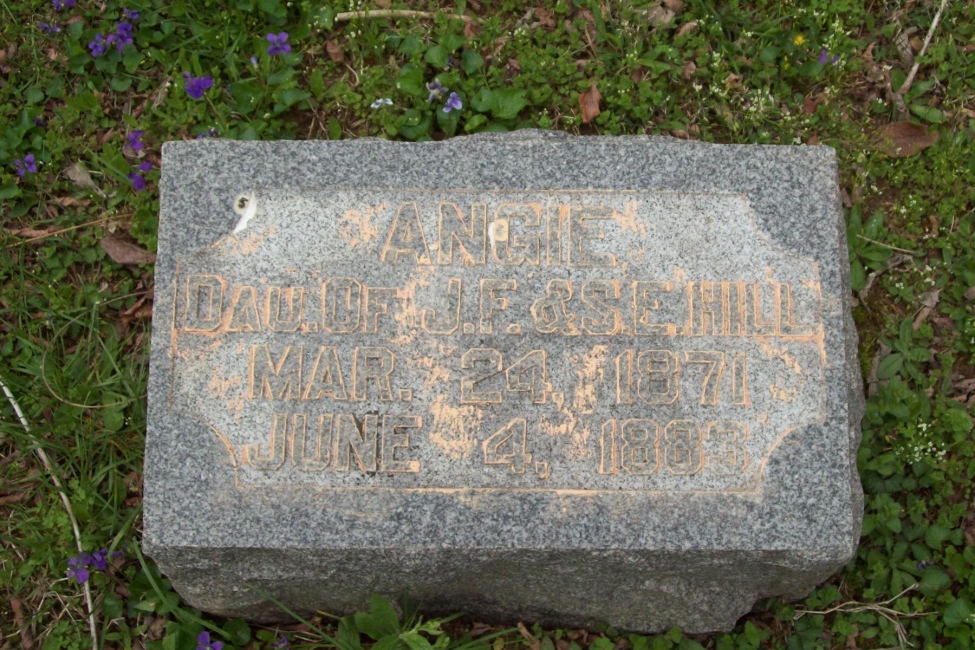 ANGIE
DAU. OF J.F. & S.E. HILL
MAR. 24, 1871
JUNE 4, 1883